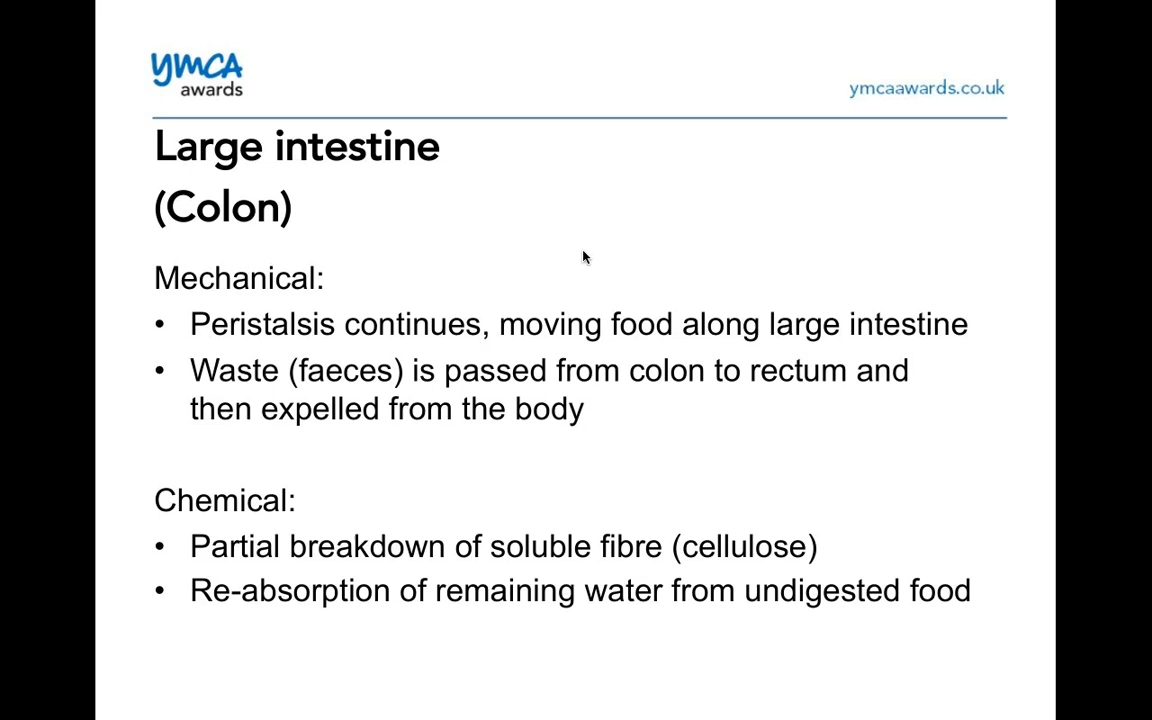 ymca
awards
ymcaawards.co.uk
Large intestine
(Colon)
Mechanical:
• Peristalsis continues, moving food along large intestine
• Waste (faeces) is passed from colon to rectum and
then expelled from the body
Chemical:
• Partial breakdown of soluble fibre (cellulose)
• Re-absorption of remaining water from undigested food